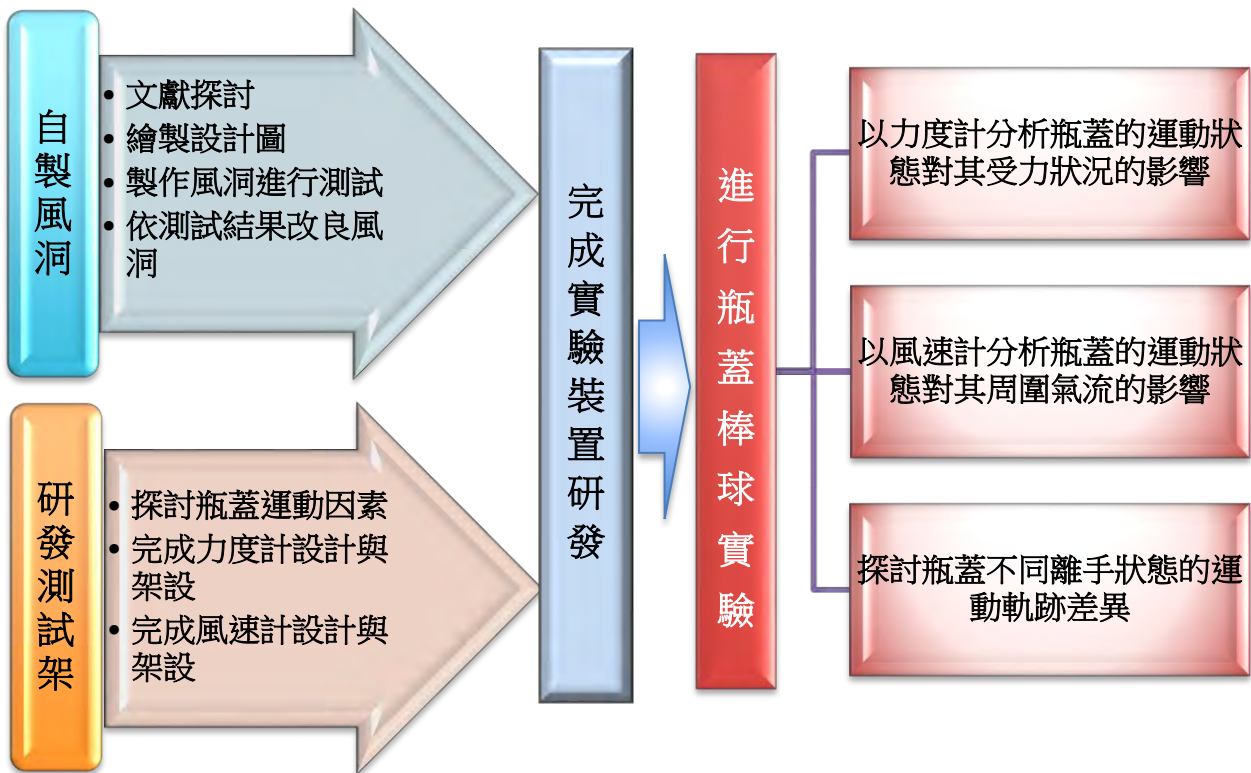 自製風洞
• 文獻探討
• 繪製設計圖
• 製作風洞進行測試
• 依測試結果改良風
洞
研發測試架
• 探討瓶蓋運動因素
• 完成力度計設計與
架設
• 完成風速計設計與
架設
完成實驗裝置研發
進行瓶蓋棒球實驗
以力度計分析瓶蓋的運動狀
態對其受力狀況的影響
以風速計分析瓶蓋的運動狀
態對其周圍氣流的影響
探討瓶蓋不同離手狀態的運
動軌跡差異